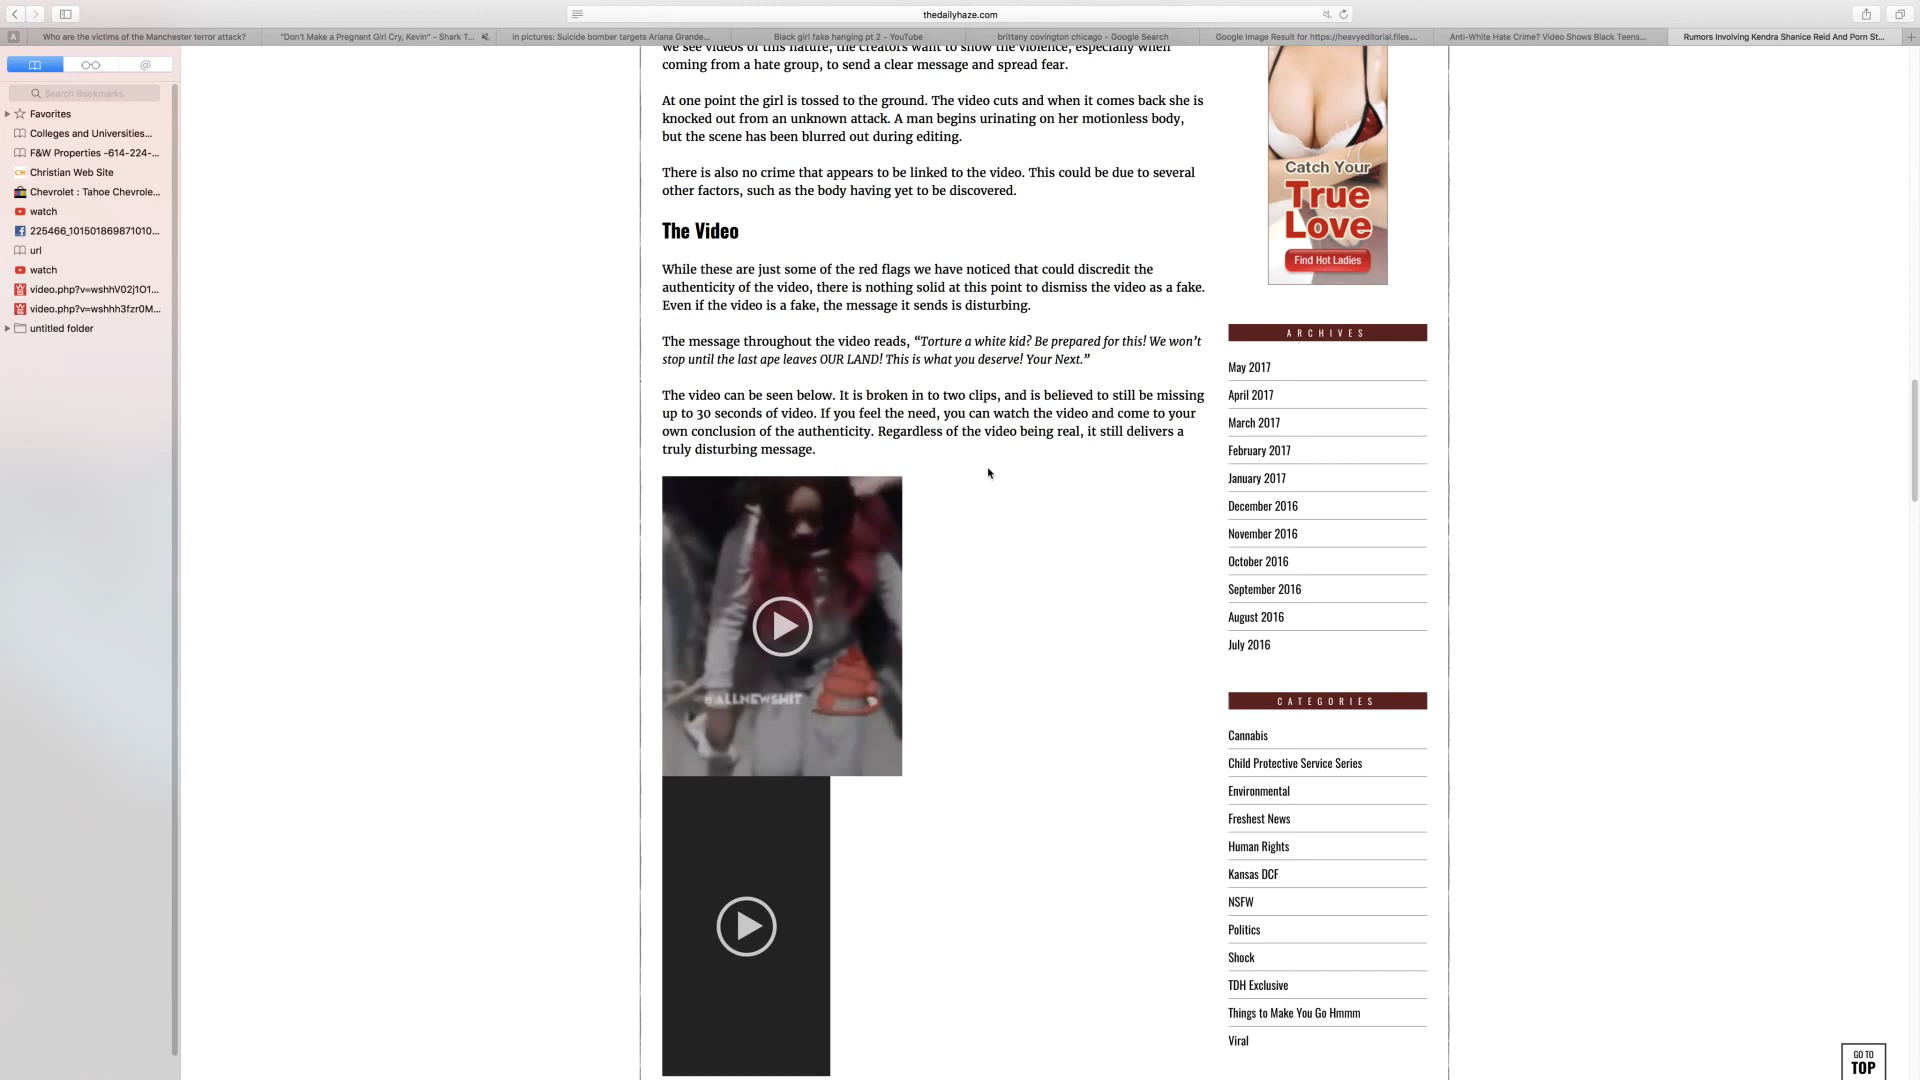 thedailyhaze.com
A
Who are the victims of the Manchester terror attack?
"Don't Make a Pregnant Girl Cry, Kevin" - Shark T...
In pictures: Suicide bomber targets Ariana Grande...
Black girl fake hanging pt 2 - YouTube
brittany covington chicago - Google Search
Google Image Result for https://heavyeditorial.files....
Anti-White Hate Crime? Video Shows Black Teens...
Rumors Involving Kendra Shanice Reid And Porn St...
@
Search Bookmarks
Favorites
Colleges and Universities...
F&W Properties -614-224-...
CW Christian Web Site
Chevrolet : Tahoe Chevrole...
watch
225466_101501869871010...
url
watch
video.php?v=wshhV02j1O1...
video.php?v=wshhh3fzr0M...
untitled folder
we see videos of this nature, the creators want to show the violence, especially when
coming from a hate group, to send a clear message and spread fear.
At one point the girl is tossed to the ground. The video cuts and when it comes back she is
knocked out from an unknown attack. A man begins urinating on her motionless body,
but the scene has been blurred out during editing.
There is also no crime that appears to be linked to the video. This could be due to several
other factors, such as the body having yet to be discovered.
The Video
While these are just some of the red flags we have noticed that could discredit the
authenticity of the video, there is nothing solid at this point to dismiss the video as a fake.
Even if the video is a fake, the message it sends is disturbing.
The message throughout the video reads, “Torture a white kid? Be prepared for this! We won’t
stop until the last ape leaves OUR LAND! This is what you deserve! Your Next.”
The video can be seen below. It is broken in to two clips, and is believed to still be missing
up to 30 seconds of video. If you feel the need, you can watch the video and come to your
own conclusion of the authenticity. Regardless of the video being real, it still delivers a
truly disturbing message.
@ALLNEWSHIT
Catch Your
True
Love
Find Hot Ladies
ARCHIVES
May 2017
April 2017
March 2017
February 2017
January 2017
December 2016
November 2016
October 2016
September 2016
August 2016
July 2016
CATEGORIES
Cannabis
Child Protective Service Series
Environmental
Freshest News
Human Rights
Kansas DCF
NSFW
Politics
Shock
TDH Exclusive
Things to Make You Go Hmmm
Viral
GO TO
TOP